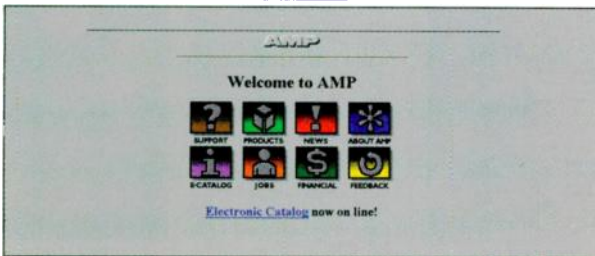 AMP
Welcome to AMP
SUPPORT PRODUCTS NEWS ABOUT AMP
E-CATALOG JOBS FINANCIAL FEEDBACK
Electronic Catalog now on line!